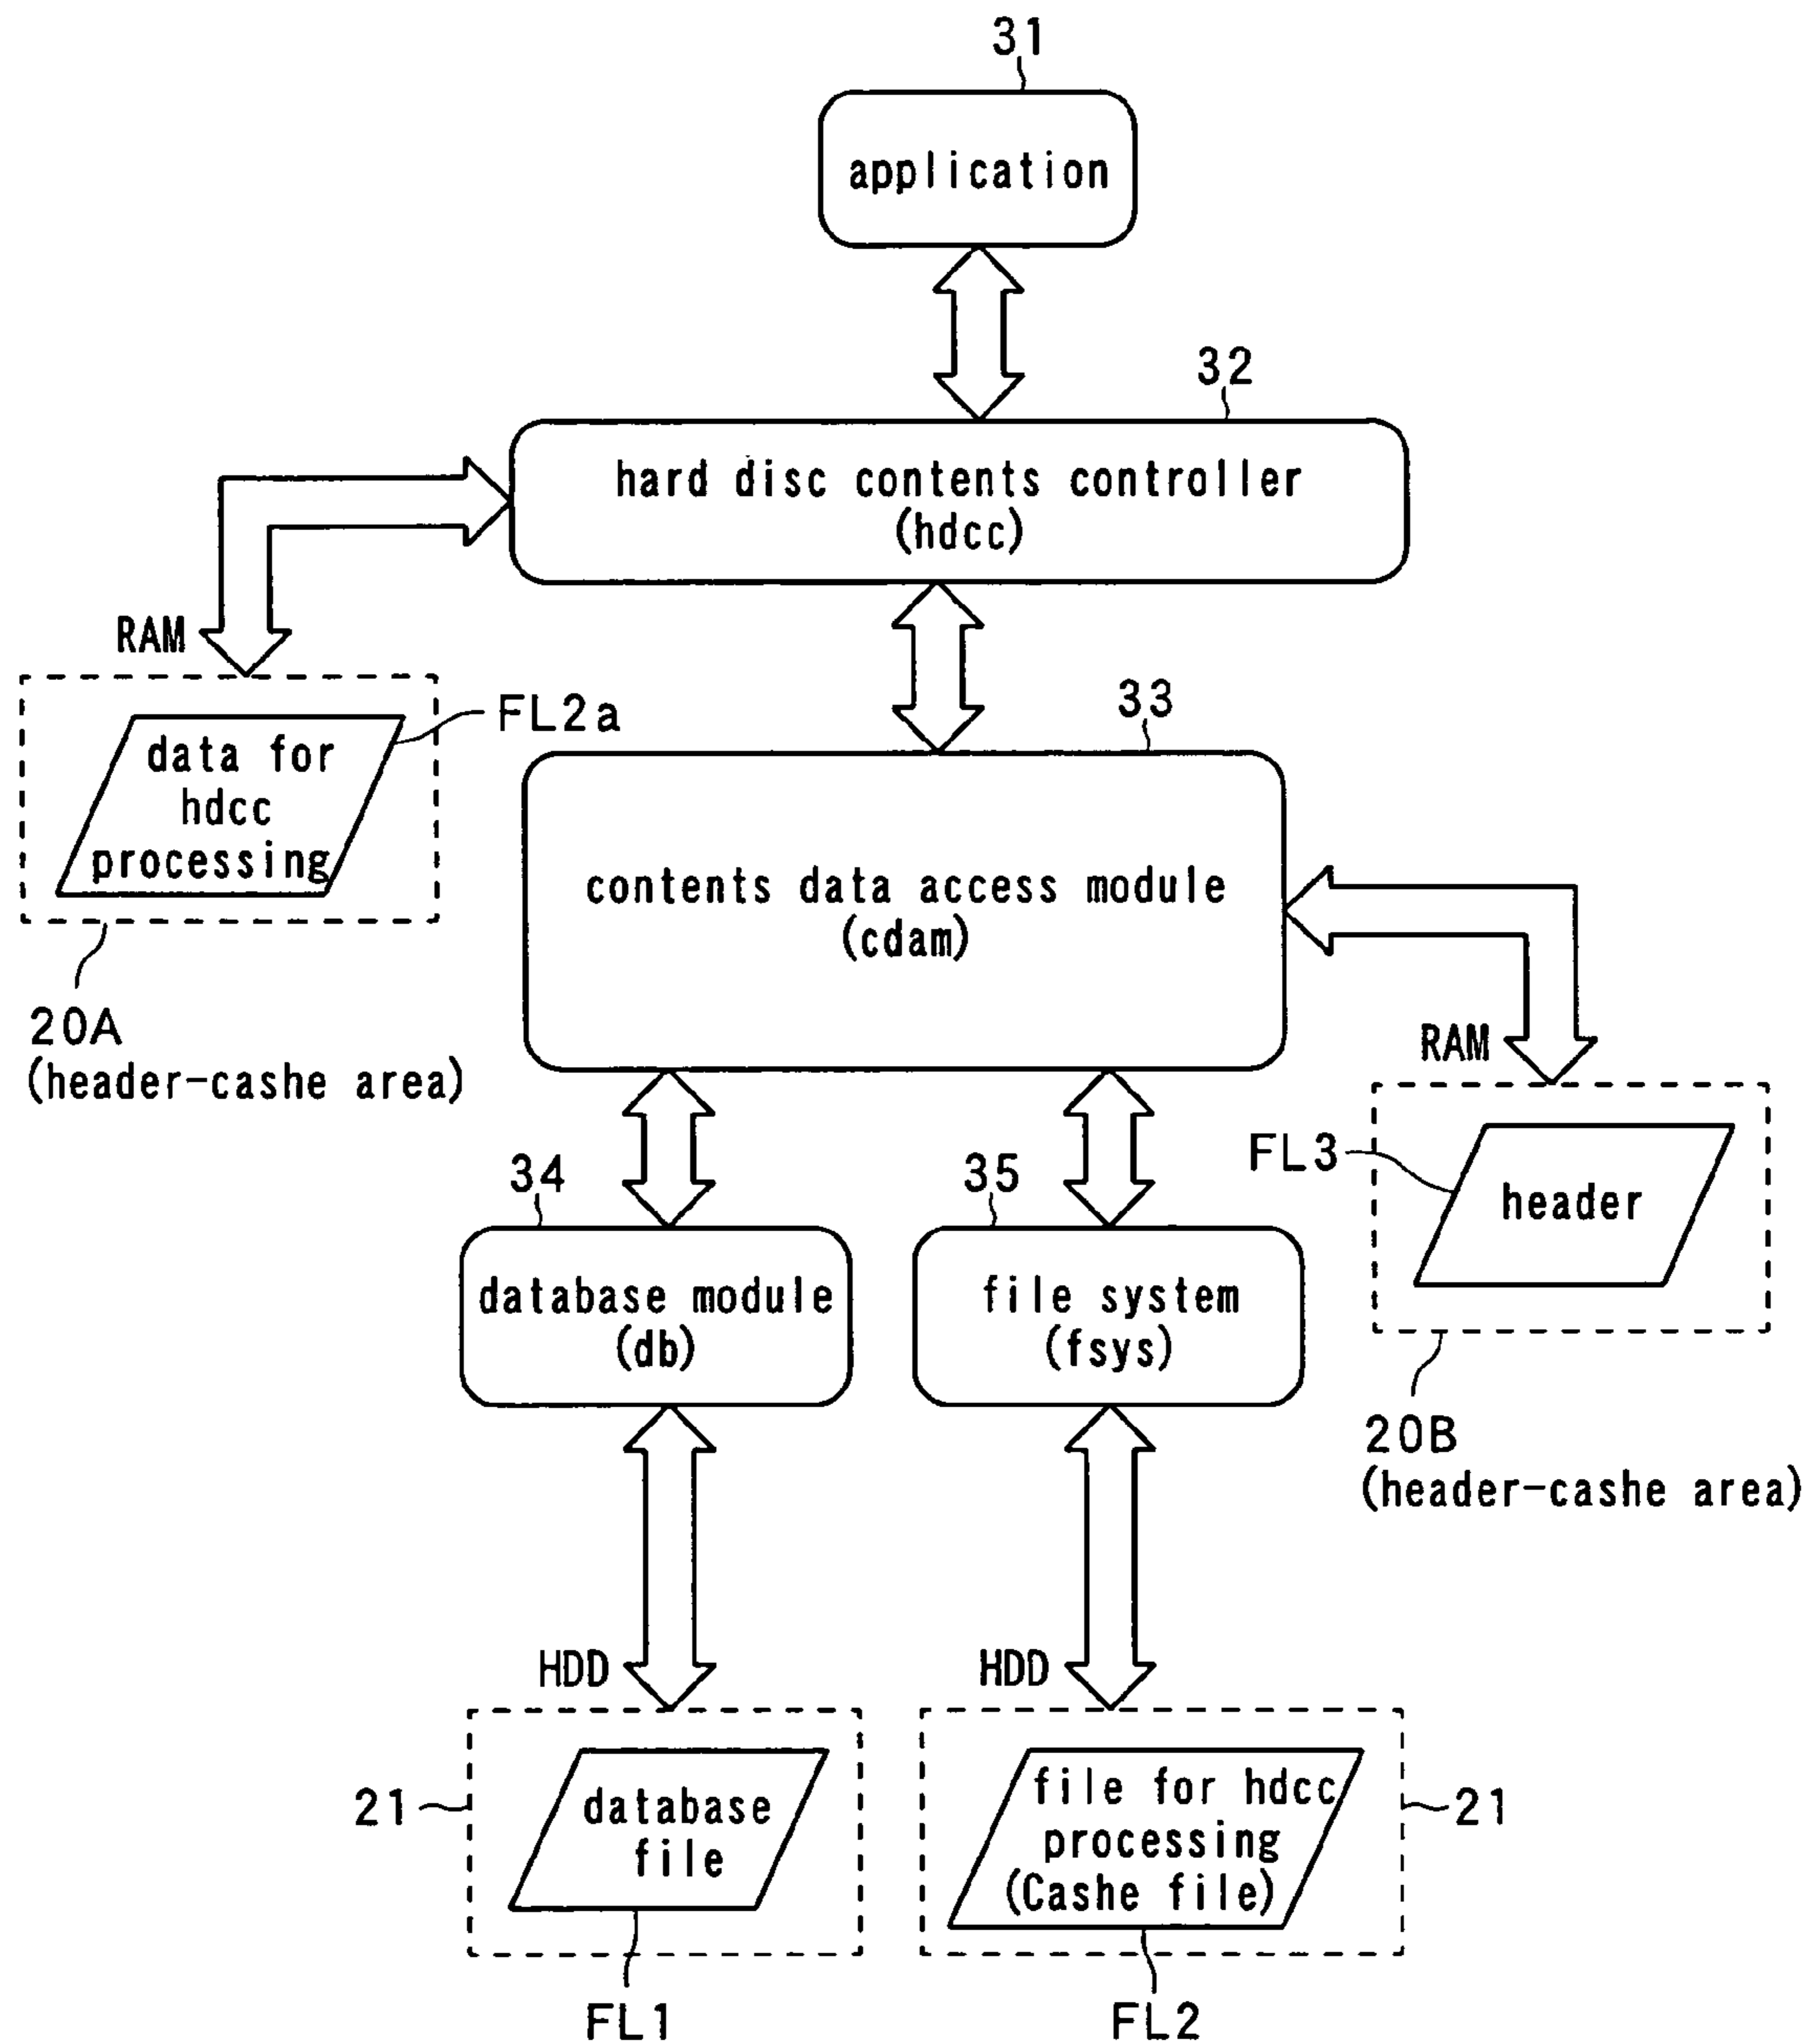 31
application
32
hard disc contents controller
(hdcc)
RAM
FL2a
data for
hdcc
processing
33
contents data access module
(cdam)
20A
(header-cashe area)
RAM
34
35
FL3
header
database module
(db)
file system
(fsys)
20B
(header-cashe area)
HDD
HDD
21
database
file
file for hdcc
processing
(Cashe file)
21
FL1
FL2